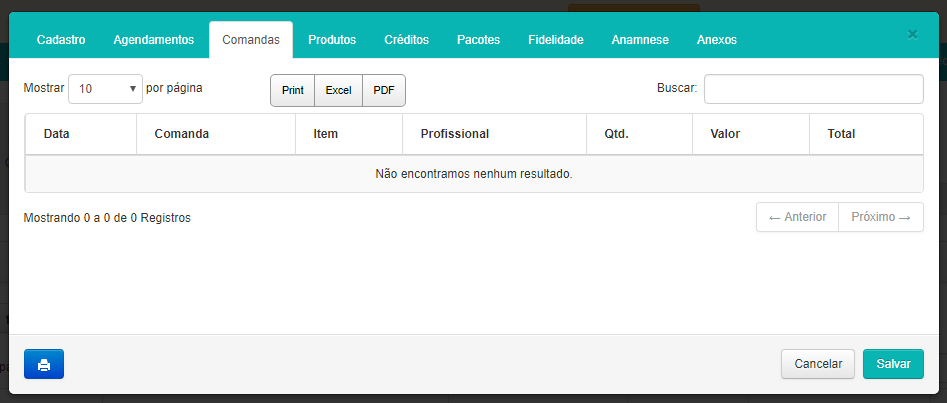 Cadastro Agendamentos Comandas Produtos Créditos Pacotes Fidelidade Anamnese Anexos ×
Mostrar 10 por página Print Excel PDF Buscar:
Data Comanda Item Profissional Qtd. Valor Total
Não encontramos nenhum resultado.
Mostrando 0 a 0 de 0 Registros ← Anterior Próximo →
Cancelar Salvar